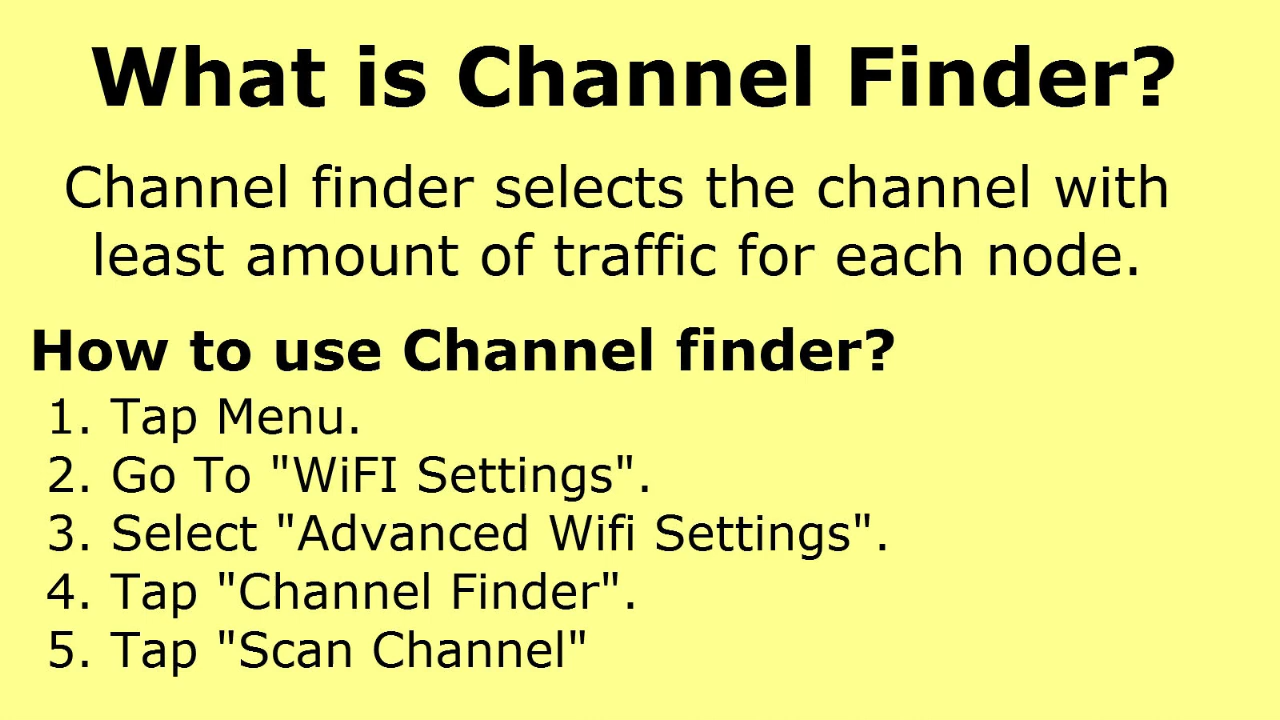 What is Channel Finder?
Channel finder selects the channel with
least amount of traffic for each node.
How to use Channel finder?
1. Tap Menu.
2. Go To "WiFI Settings".
3. Select "Advanced Wifi Settings".
4. Tap "Channel Finder".
5. Tap "Scan Channel"